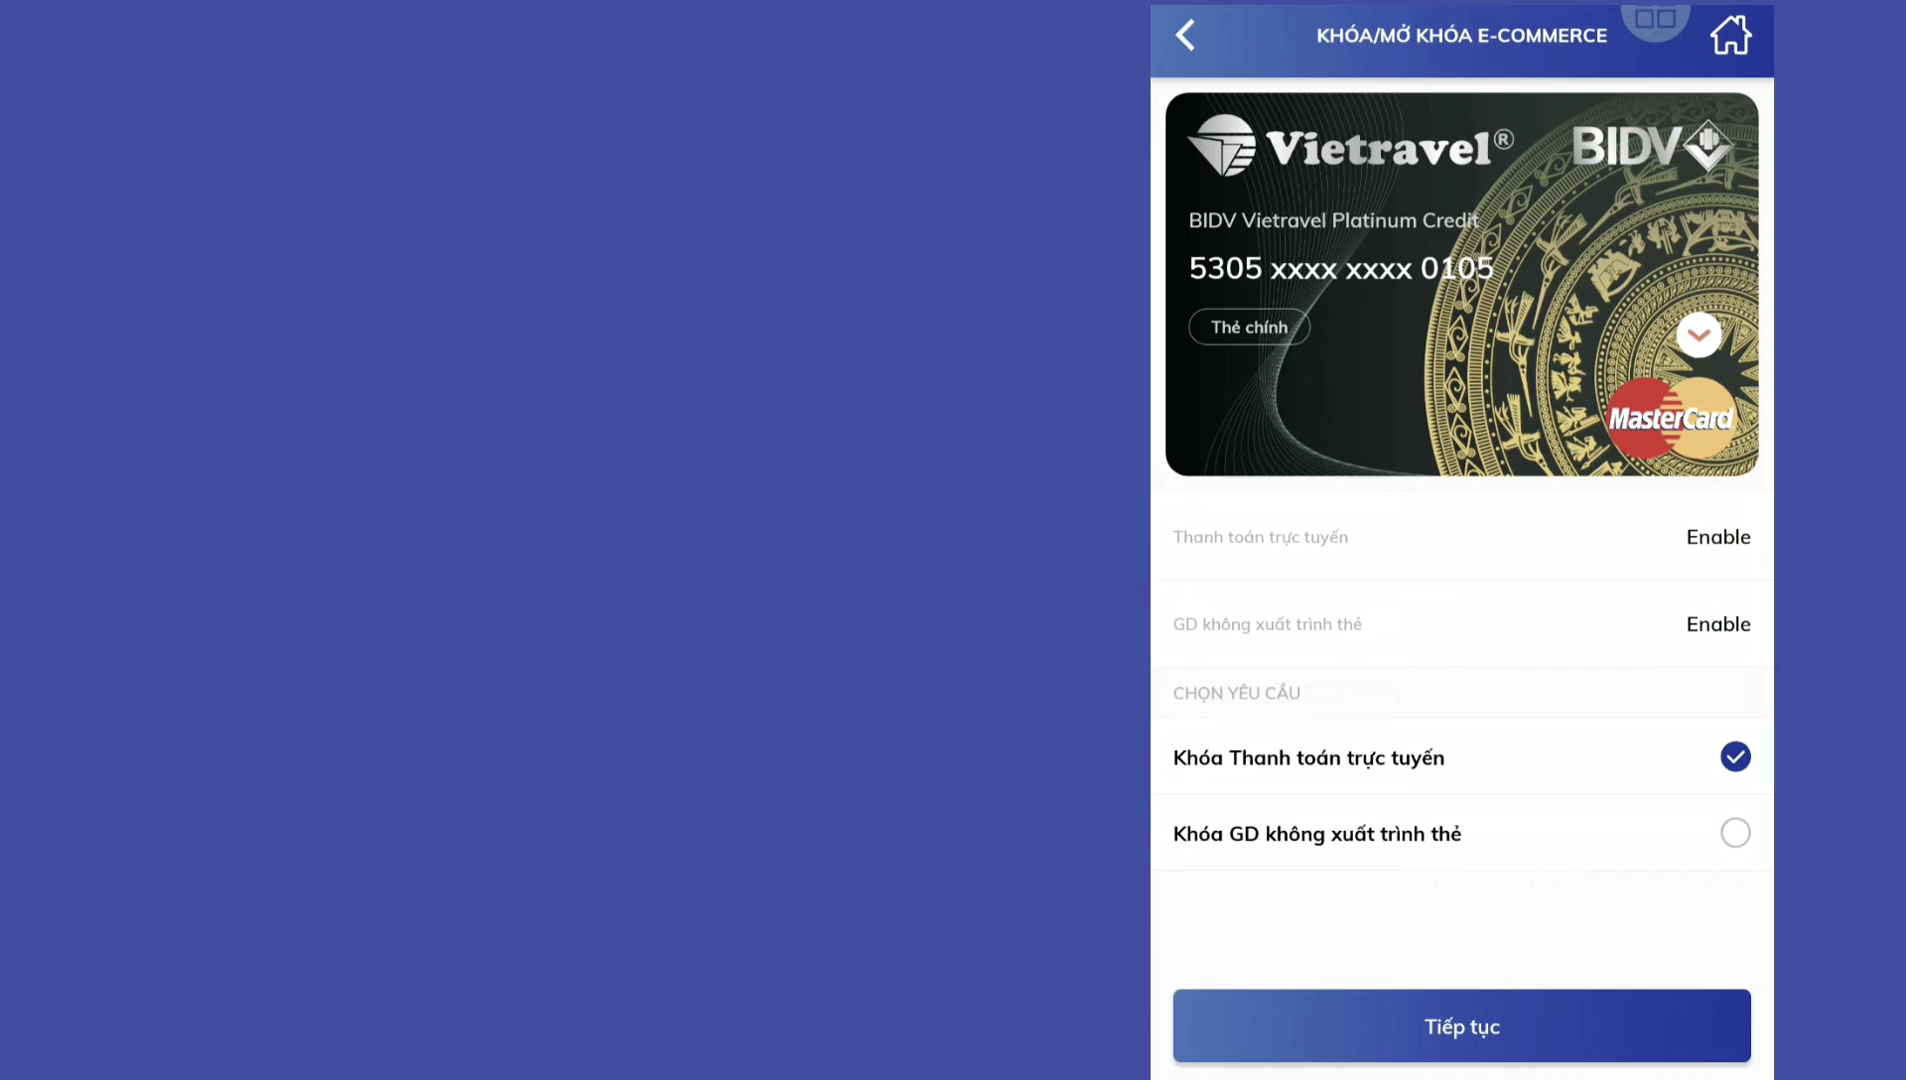 KHÓA/MỞ KHÓA E-COMMERCE
Vietravel® BIDV
BIDV Vietravel Platinum Credit
5305 xxxx xxxx 0105
Thẻ chính
MasterCard
Thanh toán trực tuyến Enable
GD không xuất trình thẻ Enable
CHỌN YÊU CẦU
Khóa Thanh toán trực tuyến
Khóa GD không xuất trình thẻ
Tiếp tục